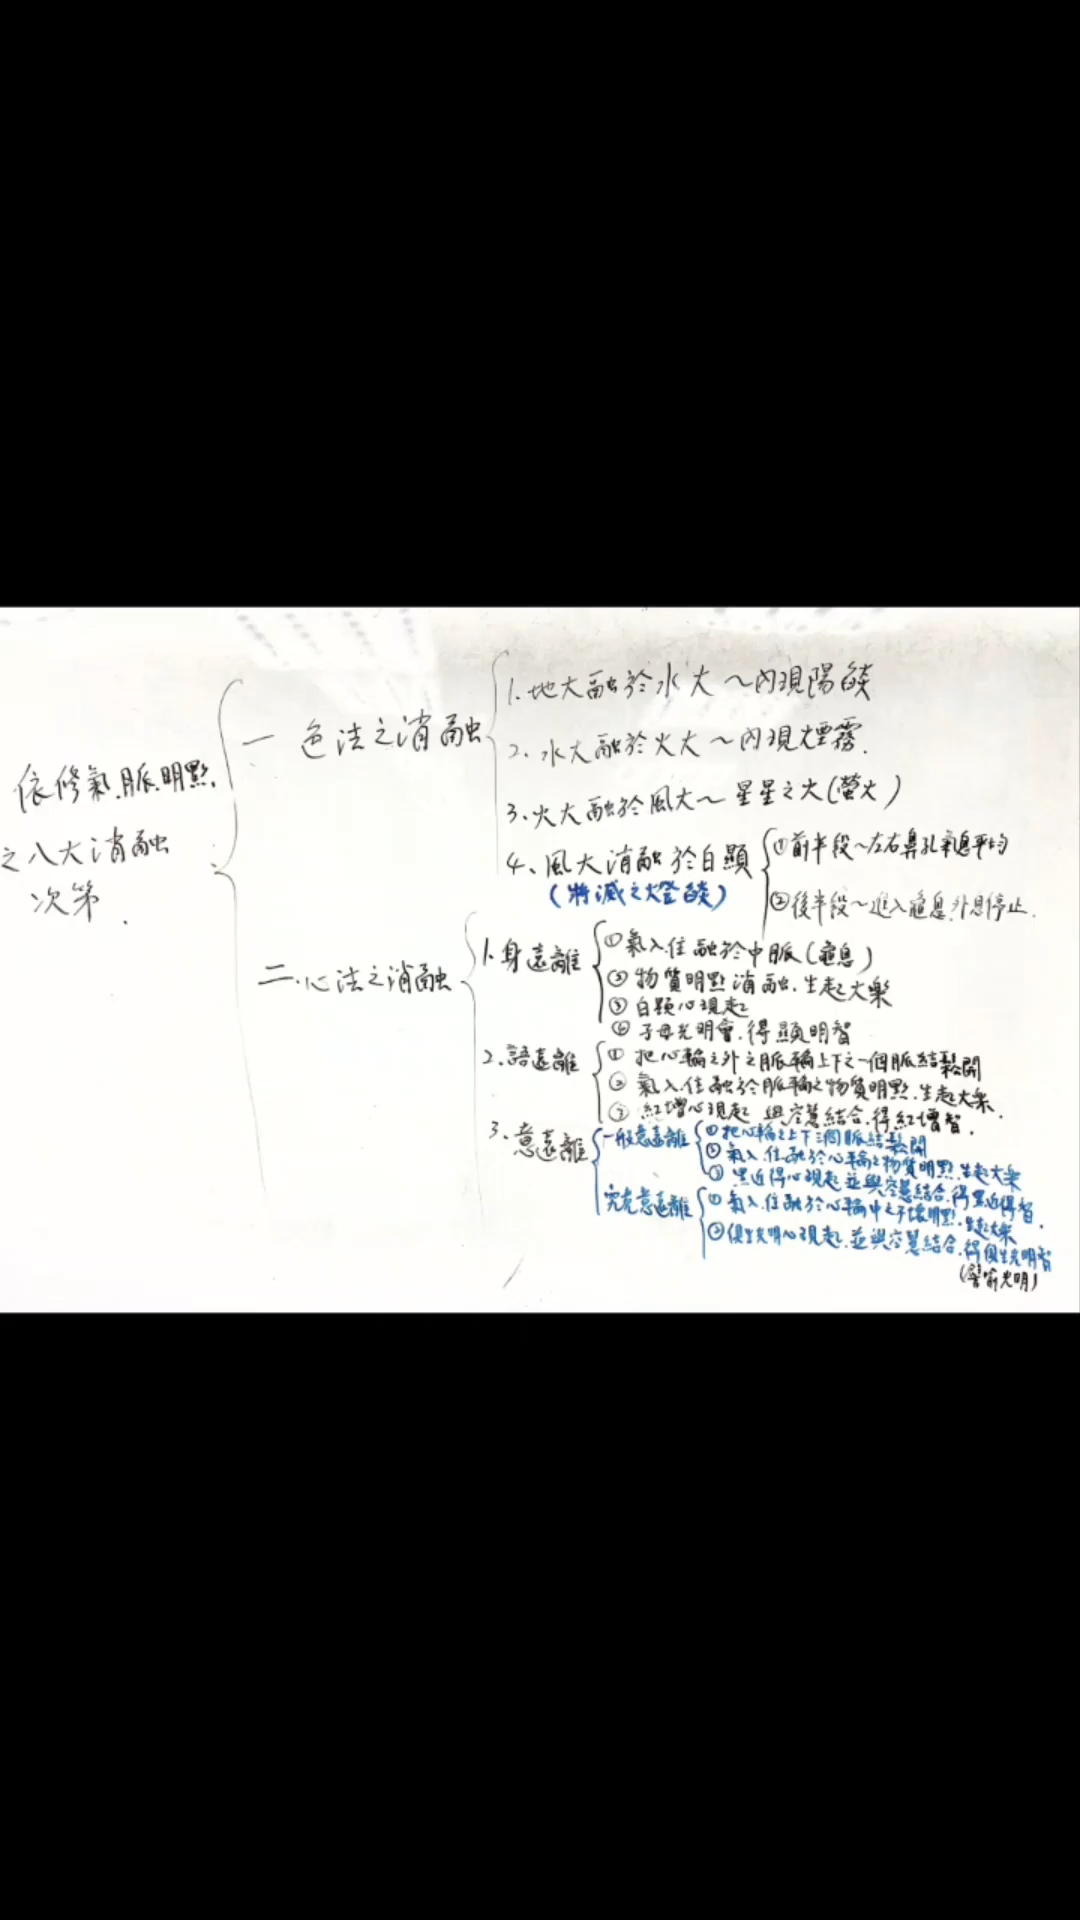 依修氣.脈.明點.
之八大消融
次第.
一 色法之消融
1.地大融於水大～內現陽燄
2.水大融於火大～內現煙霧.
3.火大融於風大～星星之火(螢火)
4、風大消融於白顯
(將滅之燈燄)
①前半段～左右鼻孔氣息平均
②後半段～進入龜息.外息停止.
二.心法之消融
1.身遠離
①氣入.住.融於中脈(龜息)
②物質明點消融.生起大樂
③白顯心現起
④子母光明會.得顯明智
2.語遠離
①把心輪之外之脈輪上下之一個脈結鬆開
②氣入.住.融於脈輪之物質明點.生起大樂.
③紅增心現起 與空慧結合.得紅增智.
3.意遠離
一般意遠離
①把心輪之上下三個脈結鬆開
②氣入.住.融於心輪之物質明點.生起大樂
③黑近得心現起 並與空慧結合.得黑近得智.
究竟意遠離
①氣入.住.融於心輪中之不壞明點.生起大樂
②俱生光明心現起.並與空慧結合.得俱生光明智
(譬喻光明)